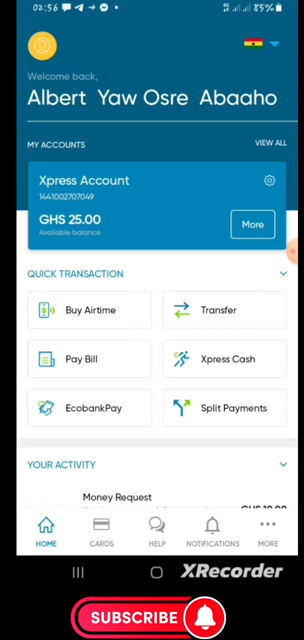 02:56
85%
Welcome back,
Albert Yaw Osre Abaaho
MY ACCOUNTS
VIEW ALL
Xpress Account
1441002707049
GHS 25.00
Available balance
More
QUICK TRANSACTION
Buy Airtime
Transfer
Pay Bill
Xpress Cash
EcobankPay
Split Payments
YOUR ACTIVITY
Money Request
HOME
CARDS
HELP
NOTIFICATIONS
MORE
XRecorder
SUBSCRIBE